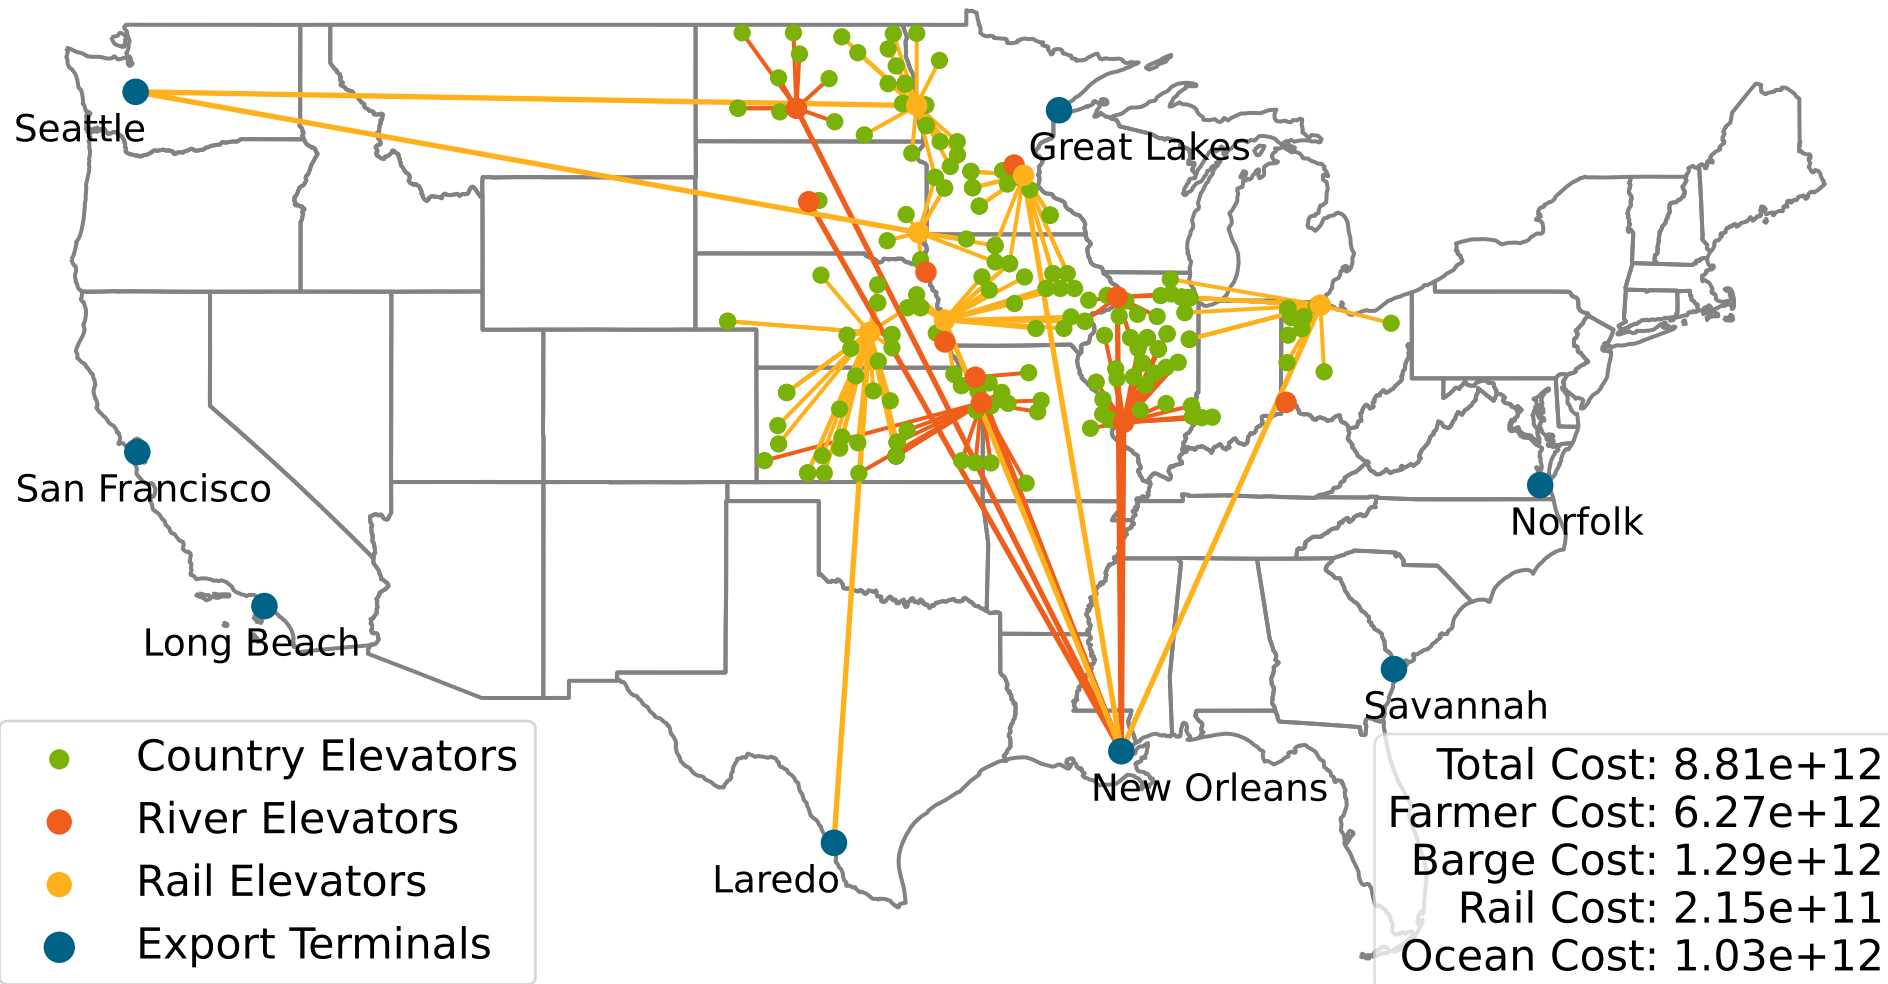 Seattle
Great Lakes
San Francisco
Norfolk
Long Beach
Savannah
New Orleans
Laredo
Country Elevators
River Elevators
Rail Elevators
Export Terminals
Total Cost: 8.81e+12
Farmer Cost: 6.27e+12
Barge Cost: 1.29e+12
Rail Cost: 2.15e+11
Ocean Cost: 1.03e+12